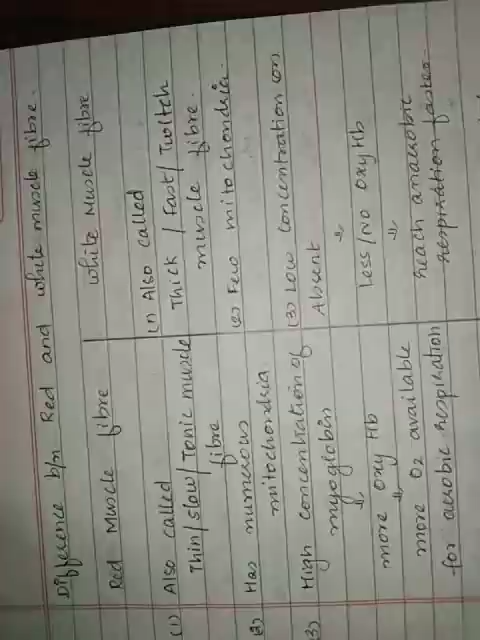 Difference b/n Red and white muscle fibre.
Red Muscle fibre
white Muscle fibre
(1) Also called
Thin/slow/Tonic muscle
fibre
(1) Also called
Thick / Fast / Twitch
muscle fibre.
(2) Has numerous
mitochondria
(2) Few mitochondria.
(3) High concentration of
myoglobin
⇓
more oxy Hb
⇓
more O2 available
for aerobic respiration
(3) Low concentration or
Absent
⇓
less/No oxy Hb
⇓
reach anaerobic
respiration faster.